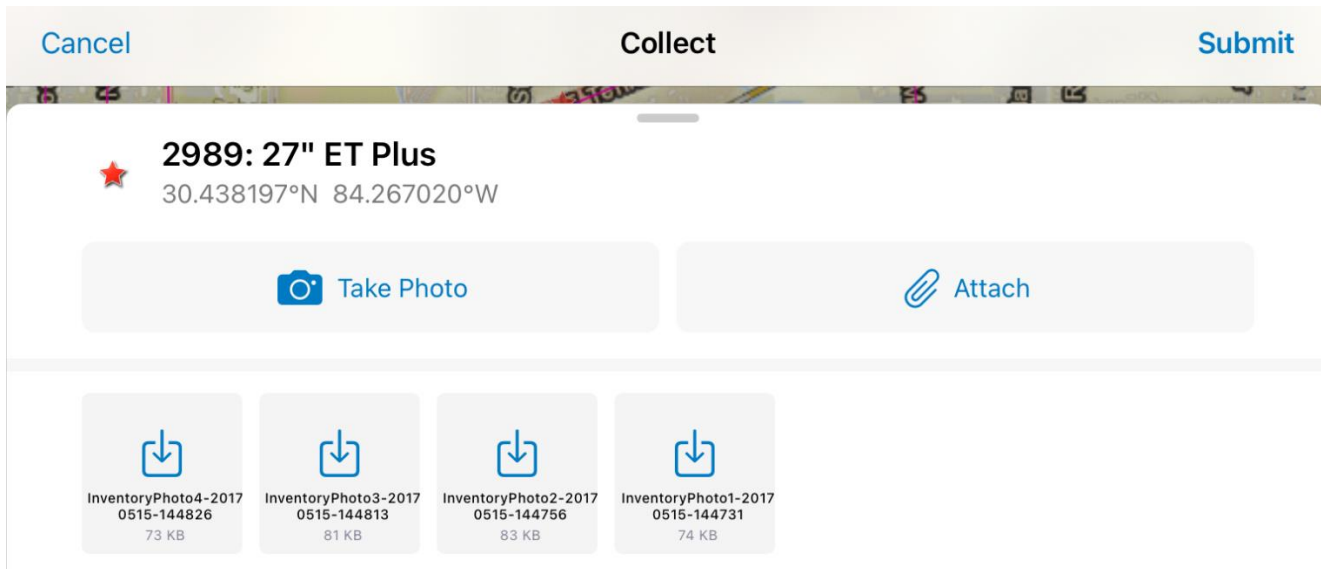 Cancel
Collect
Submit
2989: 27" ET Plus
30.438197°N 84.267020°W
Take Photo
Attach
InventoryPhoto4-2017
0515-144826
73 KB
InventoryPhoto3-2017
0515-144813
81 KB
InventoryPhoto2-2017
0515-144756
83 KB
InventoryPhoto1-2017
0515-144731
74 KB